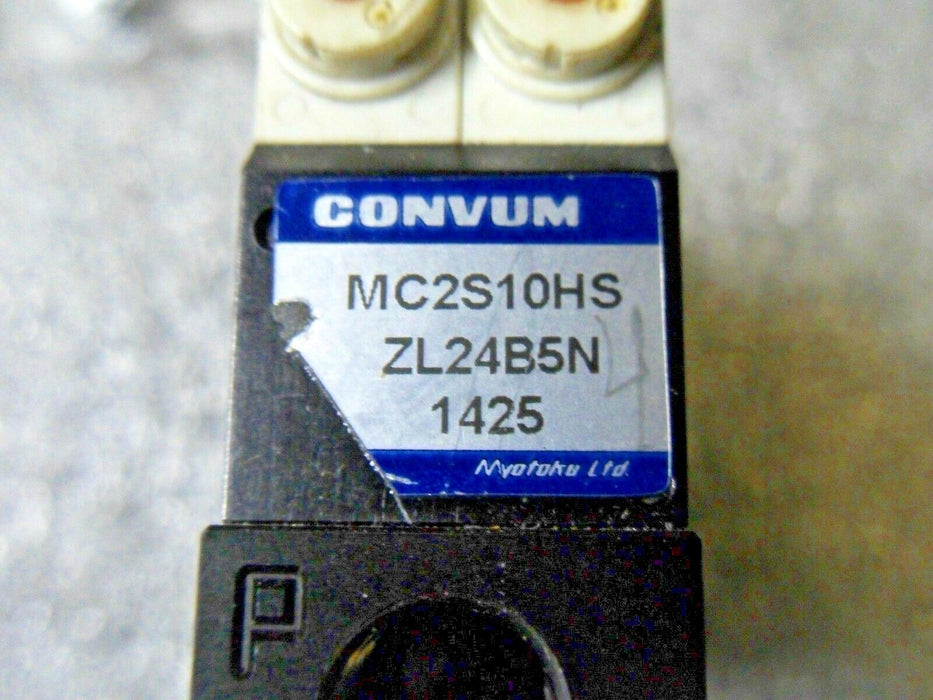 CONVUM
MC2S10HS
ZL24B5N
1425
Myotoku Ltd.
P